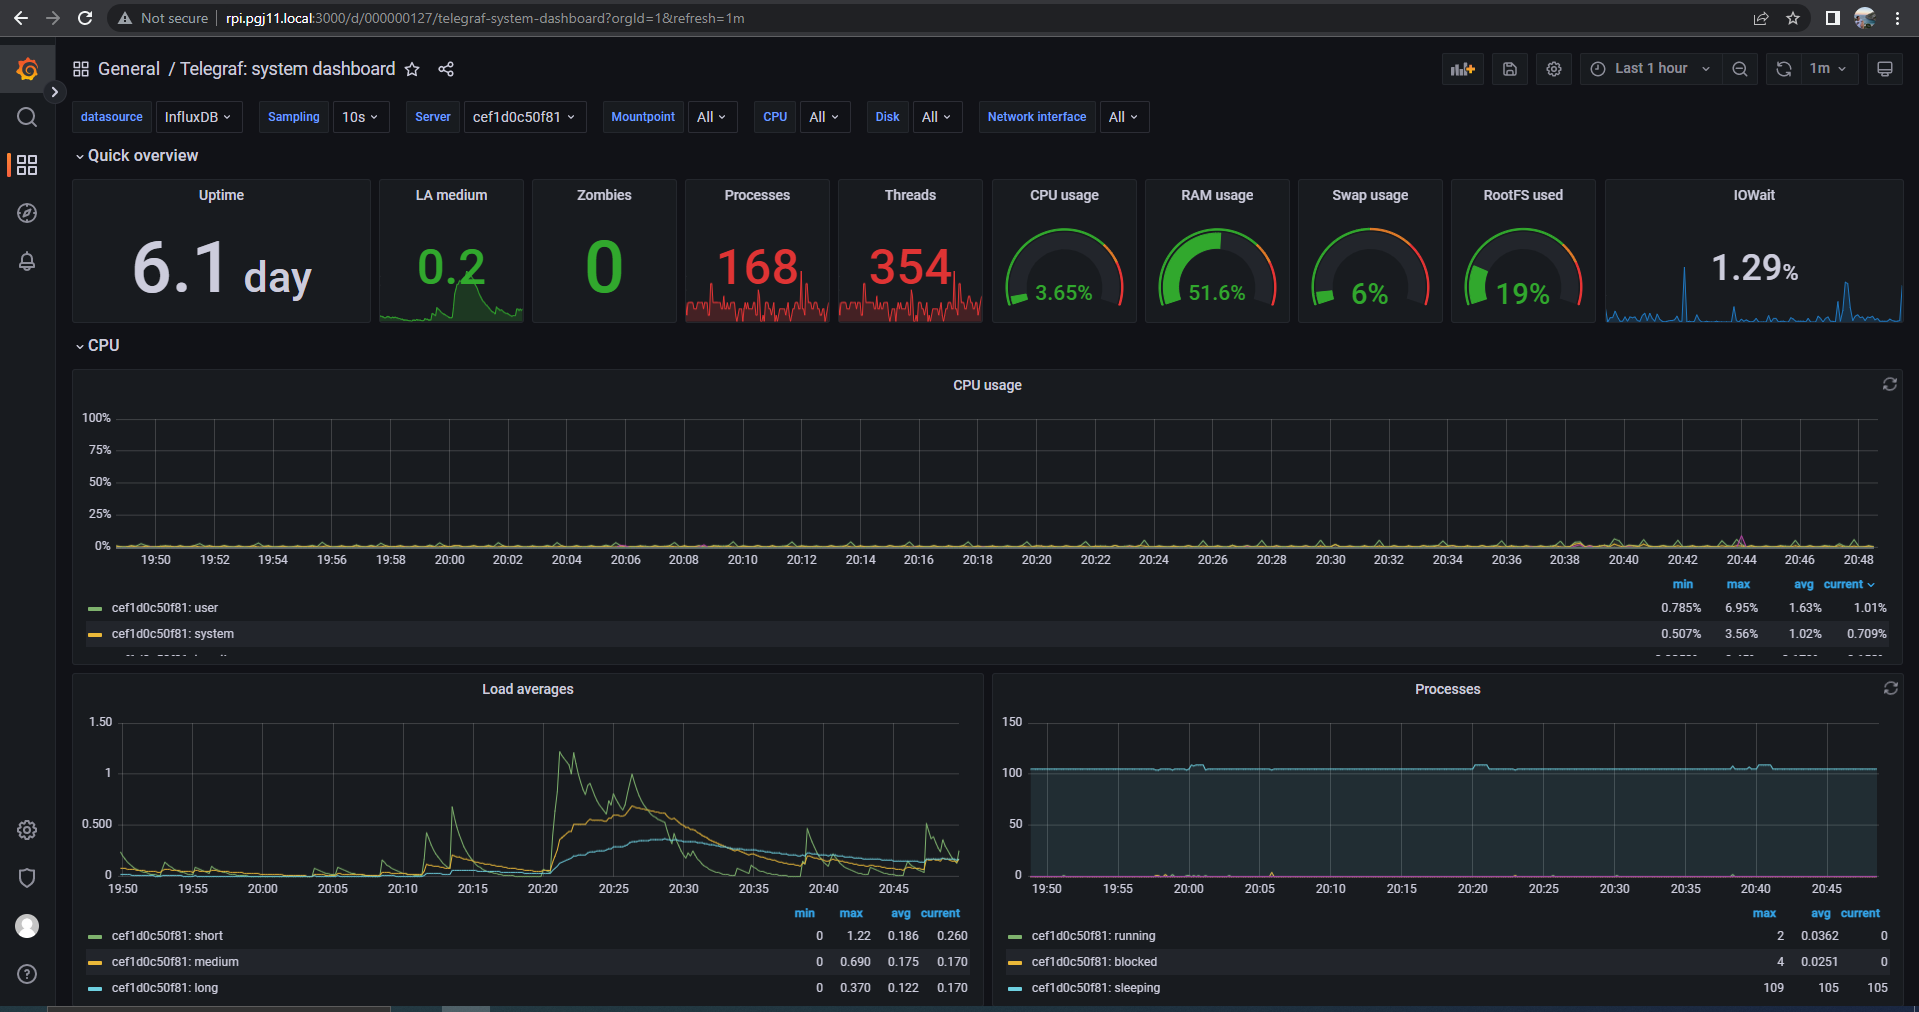 Not secure rpi.pgj11.local:3000/d/000000127/telegraf-system-dashboard?orgId=1&refresh=1m
General / Telegraf: system dashboard Last 1 hour 1m
datasource InfluxDB Sampling 10s Server cef1d0c50f81 Mountpoint All CPU All Disk All Network interface All
Quick overview
Uptime LA medium Zombies Processes Threads CPU usage RAM usage Swap usage RootFS used IOWait
6.1 day 0.2 0 168 354 3.65% 51.6% 6% 19% 1.29%
CPU
CPU usage
100%
75%
50%
25%
0%
19:50 19:52 19:54 19:56 19:58 20:00 20:02 20:04 20:06 20:08 20:10 20:12 20:14 20:16 20:18 20:20 20:22 20:24 20:26 20:28 20:30 20:32 20:34 20:36 20:38 20:40 20:42 20:44 20:46 20:48
min max avg current
cef1d0c50f81: user 0.785% 6.95% 1.63% 1.01%
cef1d0c50f81: system 0.507% 3.56% 1.02% 0.709%
Load averages
1.50
1
0.500
0
19:50 19:55 20:00 20:05 20:10 20:15 20:20 20:25 20:30 20:35 20:40 20:45
min max avg current
cef1d0c50f81: short 0 1.22 0.186 0.260
cef1d0c50f81: medium 0 0.690 0.175 0.170
cef1d0c50f81: long 0 0.370 0.122 0.170
Processes
150
100
50
0
19:50 19:55 20:00 20:05 20:10 20:15 20:20 20:25 20:30 20:35 20:40 20:45
max avg current
cef1d0c50f81: running 2 0.0362 0
cef1d0c50f81: blocked 4 0.0251 0
cef1d0c50f81: sleeping 109 105 105